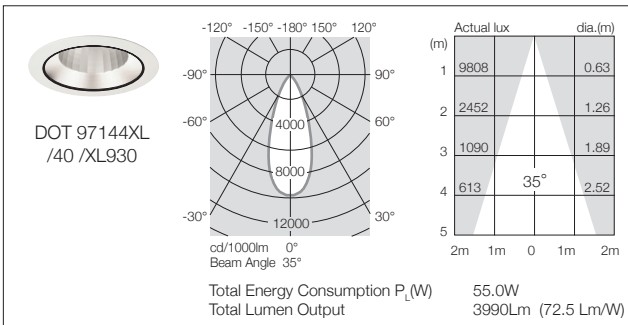 DOT 97144XL
/40 /XL930
-120° -150° -180° 150° 120°
-90° 90°
-60° 60°
-30° 30°
4000
8000
12000
cd/1000lm 0°
Beam Angle 35°
Actual lux dia.(m)
(m)
1 9808 0.63
2 2452 1.26
3 1090 1.89
4 613 35° 2.52
5
2m 1m 0 1m 2m
Total Energy Consumption P_L(W) 55.0W
Total Lumen Output 3990Lm (72.5 Lm/W)